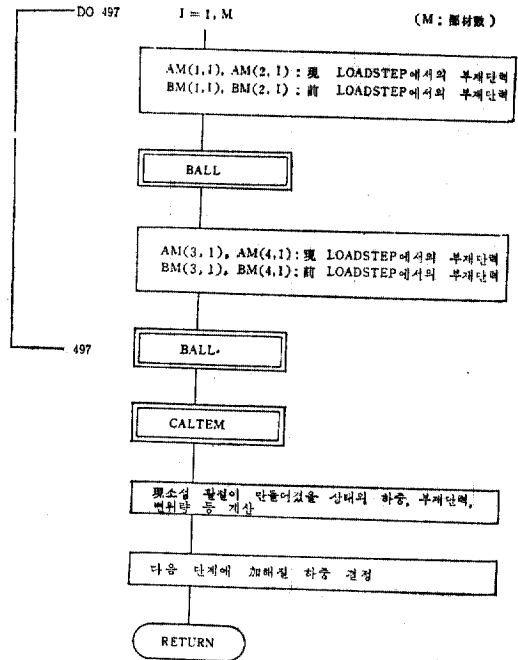 DO 497 I = I, M (M : 部材數)
AM(1,I), AM(2, I) : 現 LOADSTEP에서의 부재단력
BM(1,I), BM(2, I) : 前 LOADSTEP에서의 부재단력
BALL
AM(3,1), AM(4,1) : 現 LOADSTEP에서의 부재단력
BM(3,1), BM(4,1) : 前 LOADSTEP에서의 부재단력
497 BALL.
CALTEM
現소성 활절이 만들어졌을 상태의 하중, 부재단력,
변위량 등 계산
다음 단계에 加해질 하중 결정
RETURN